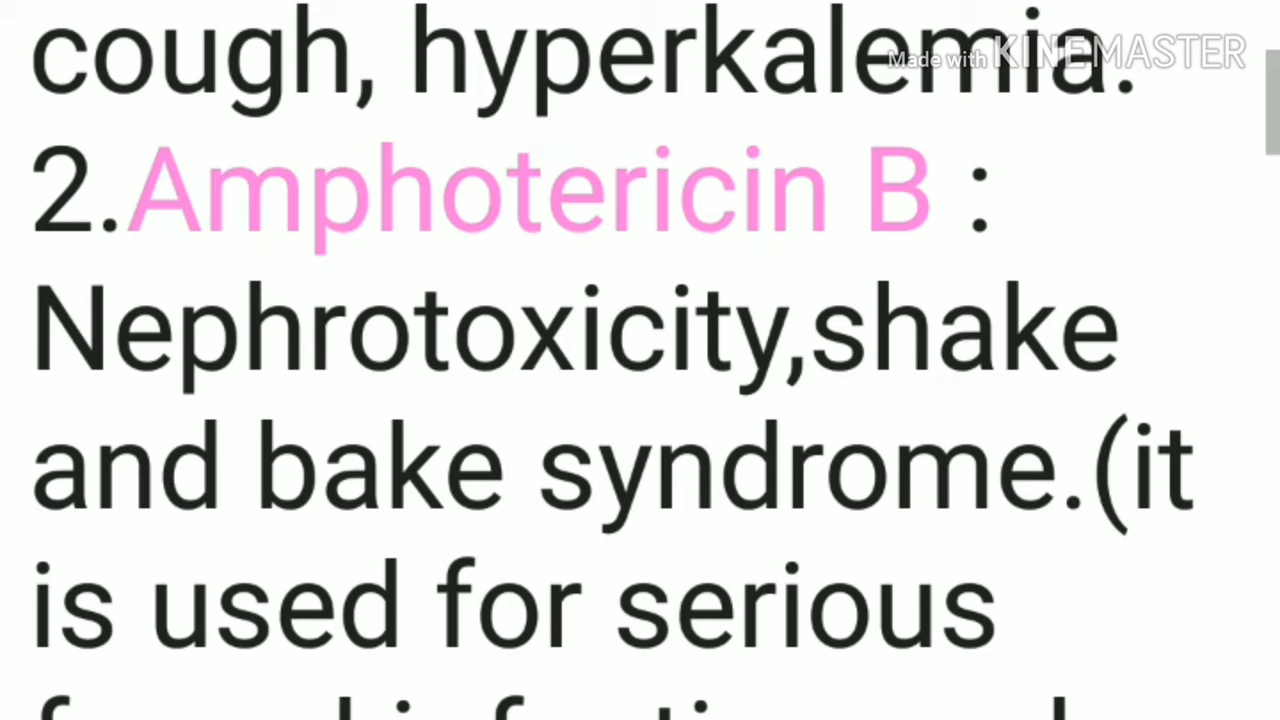 cough, hyperkalemia.
Made with KINEMASTER
2.Amphotericin B :
Nephrotoxicity,shake
and bake syndrome.(it
is used for serious